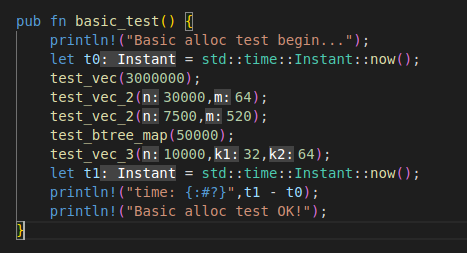 pub fn basic_test() {
println!("Basic alloc test begin...");
let t0: Instant = std::time::Instant::now();
test_vec(3000000);
test_vec_2(n: 30000,m: 64);
test_vec_2(n: 7500,m: 520);
test_btree_map(50000);
test_vec_3(n: 10000,k1: 32,k2: 64);
let t1: Instant = std::time::Instant::now();
println!("time: {:#?}",t1 - t0);
println!("Basic alloc test OK!");
}